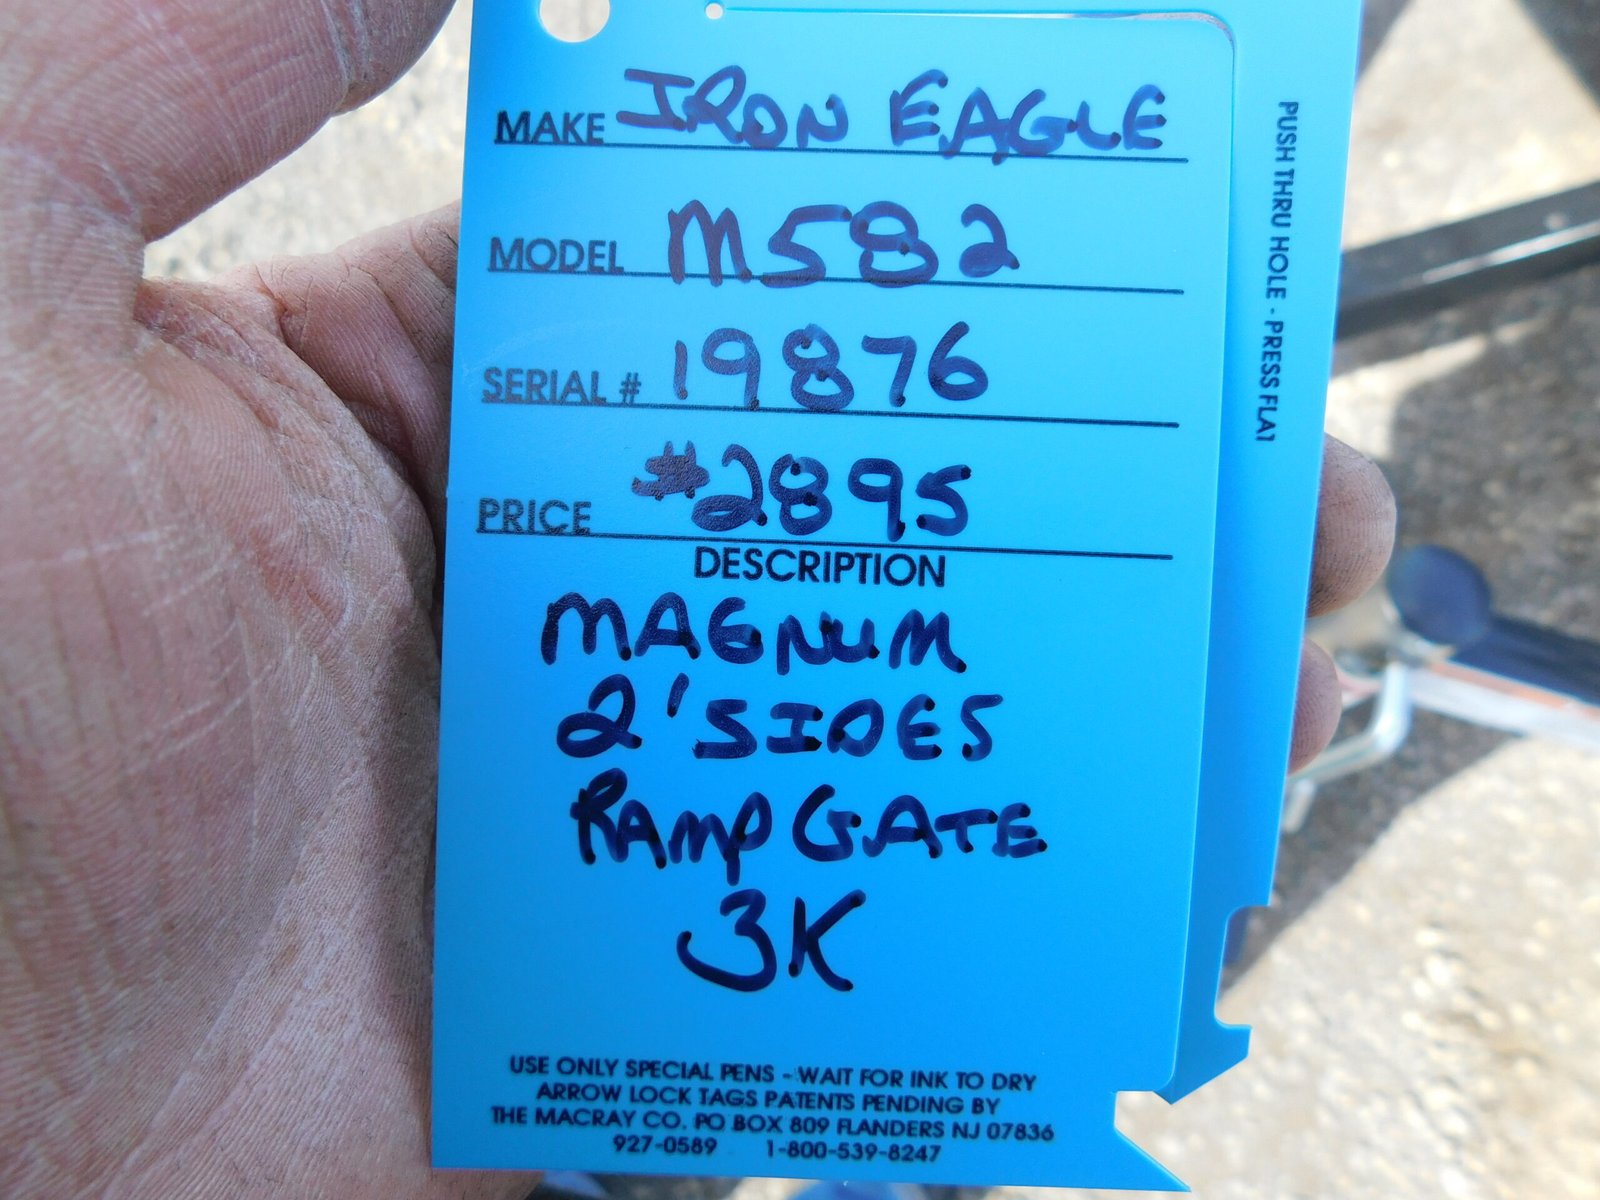 MAKE IRON EAGLE
MODEL M582
SERIAL # 19876
PRICE #2895
DESCRIPTION
MAGNUM
2' SIDES
RAMP GATE
3K
USE ONLY SPECIAL PENS - WAIT FOR INK TO DRY
ARROW LOCK TAGS PATENTS PENDING BY
THE MACRAY CO. PO BOX 809 FLANDERS NJ 07836
927-0589 1-800-539-8247
PUSH THRU HOLE - PRESS FLAT